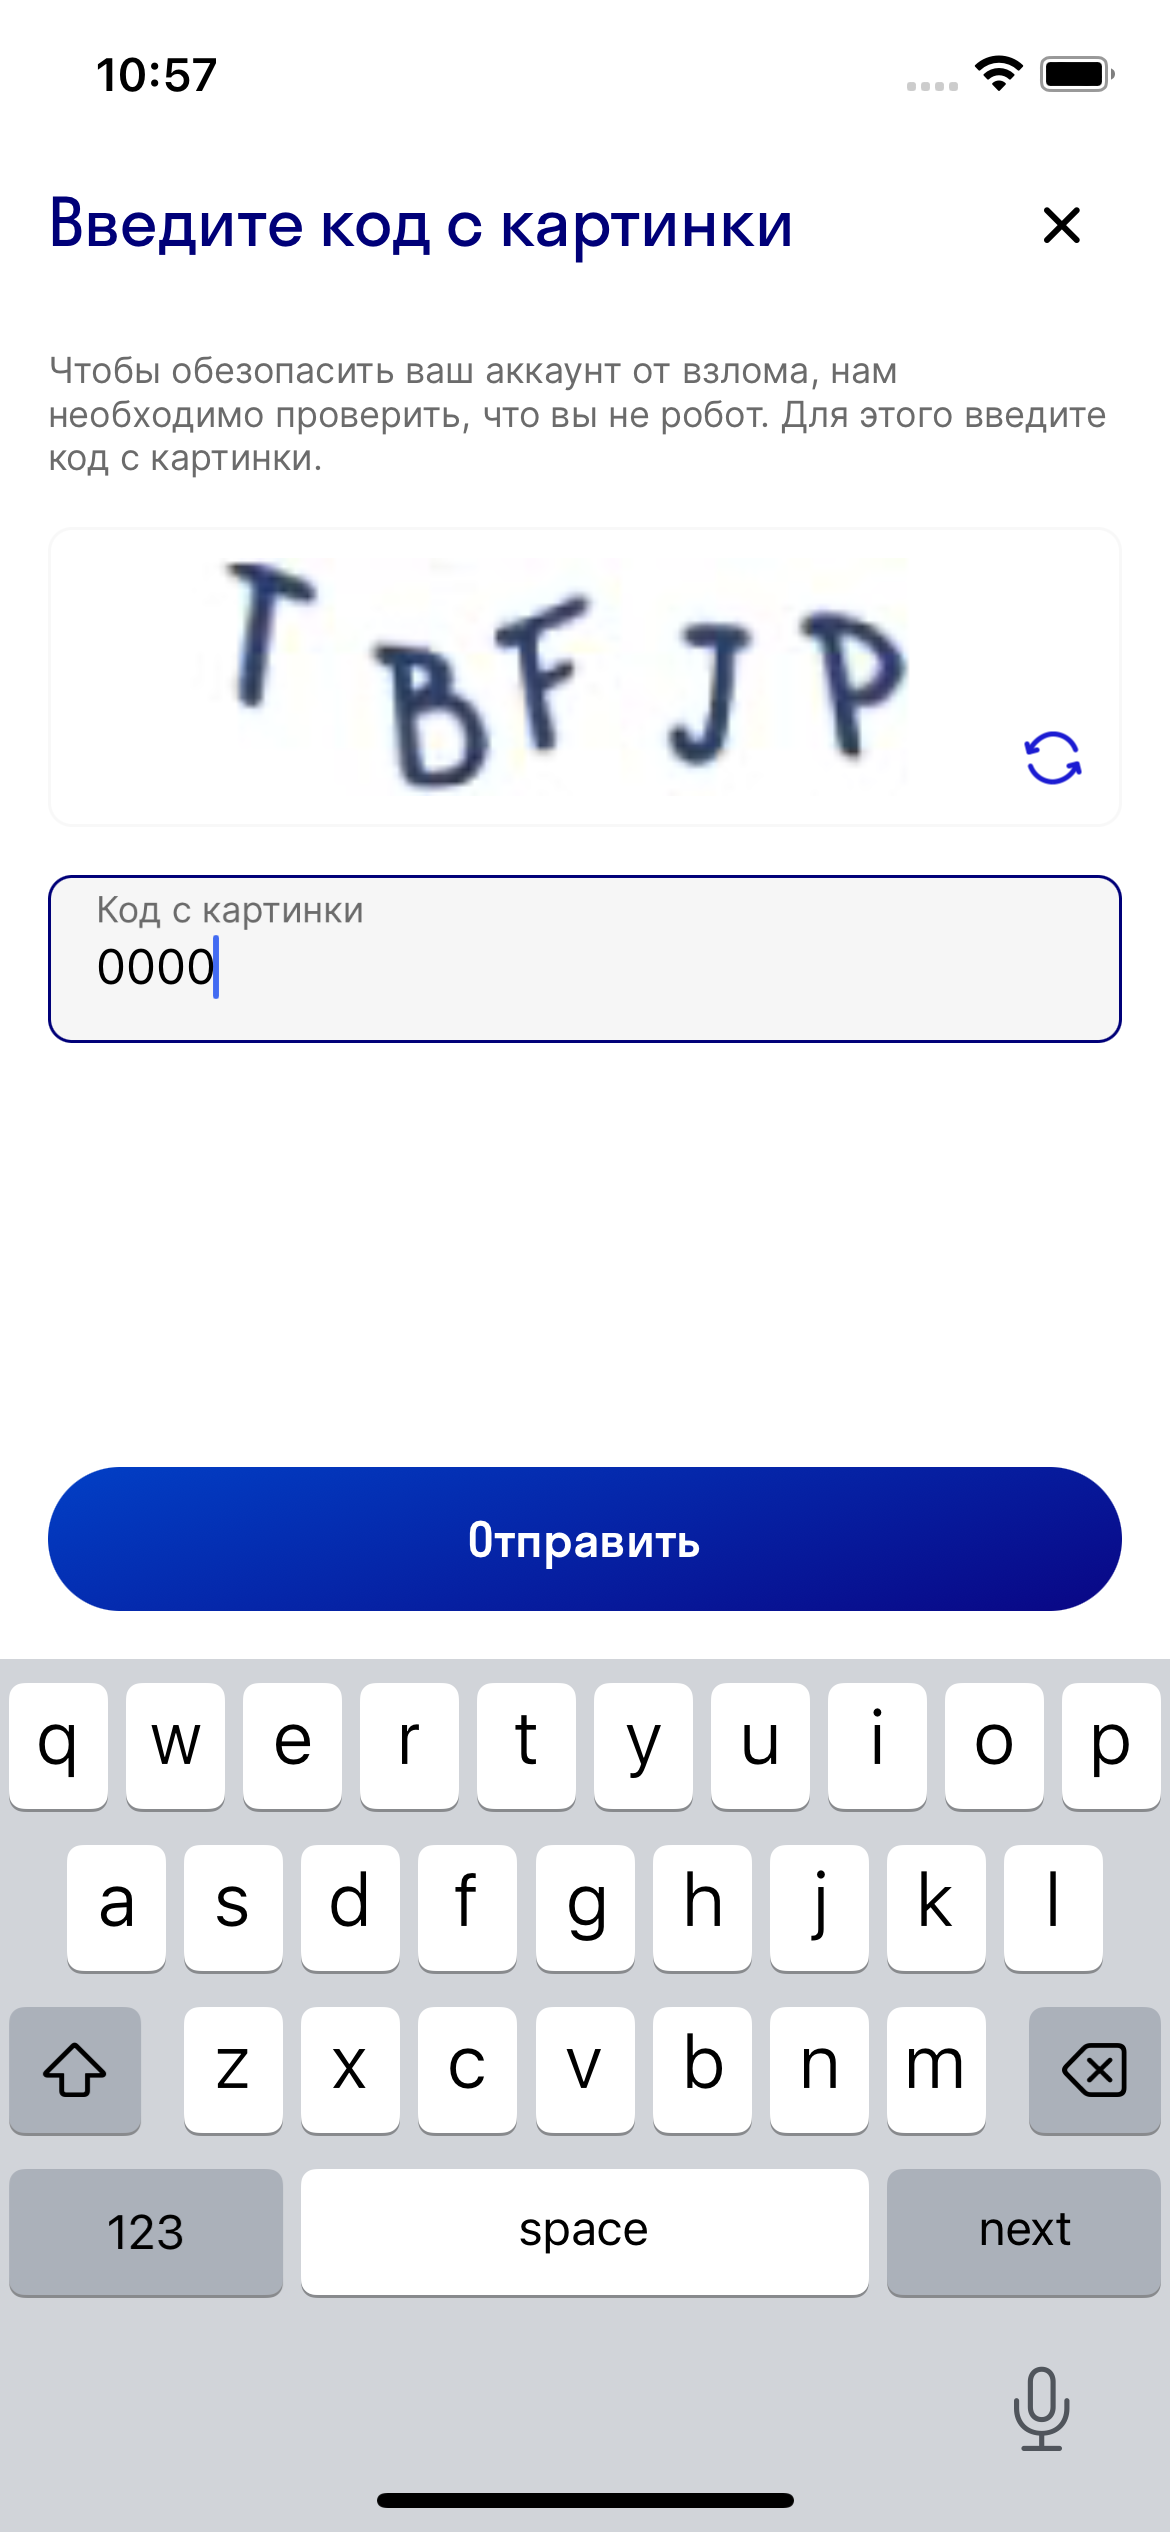 10:57
Введите код с картинки
Чтобы обезопасить ваш аккаунт от взлома, нам
необходимо проверить, что вы не робот. Для этого введите
код с картинки.
T B F J P
Код с картинки
0000
Отправить
q w e r t y u i o p
a s d f g h j k l
z x c v b n m
123 space next